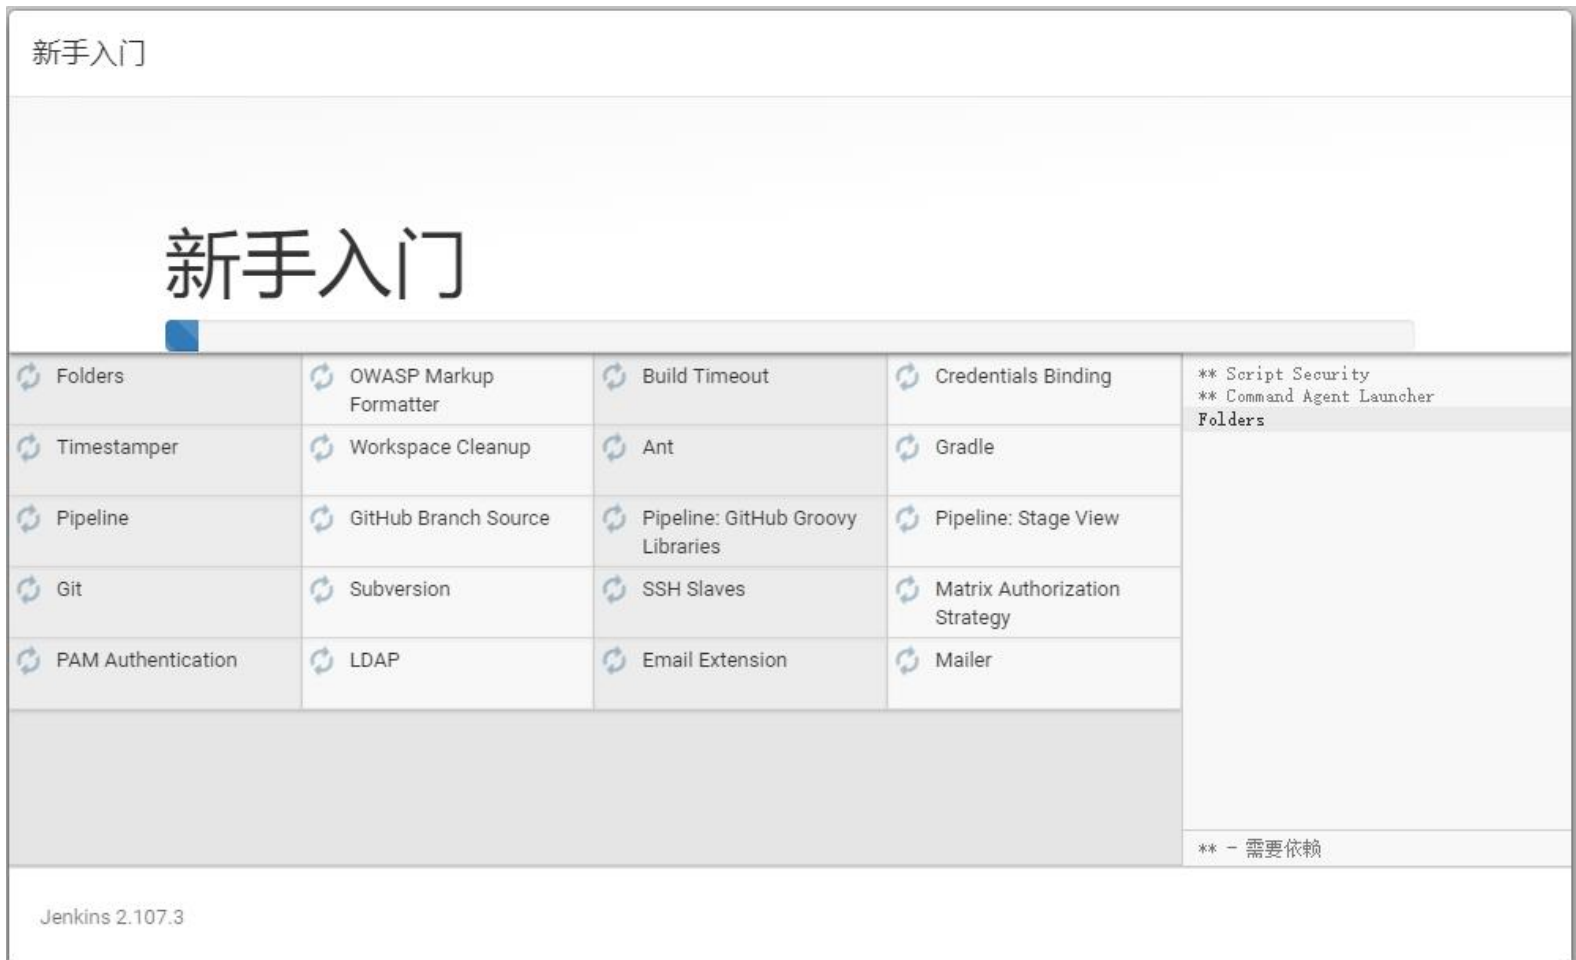 新手入门
新手入门
Folders
OWASP Markup
Formatter
Build Timeout
Credentials Binding
Timestamper
Workspace Cleanup
Ant
Gradle
Pipeline
GitHub Branch Source
Pipeline: GitHub Groovy
Libraries
Pipeline: Stage View
Git
Subversion
SSH Slaves
Matrix Authorization
Strategy
PAM Authentication
LDAP
Email Extension
Mailer
** Script Security
** Command Agent Launcher
Folders
** - 需要依赖
Jenkins 2.107.3